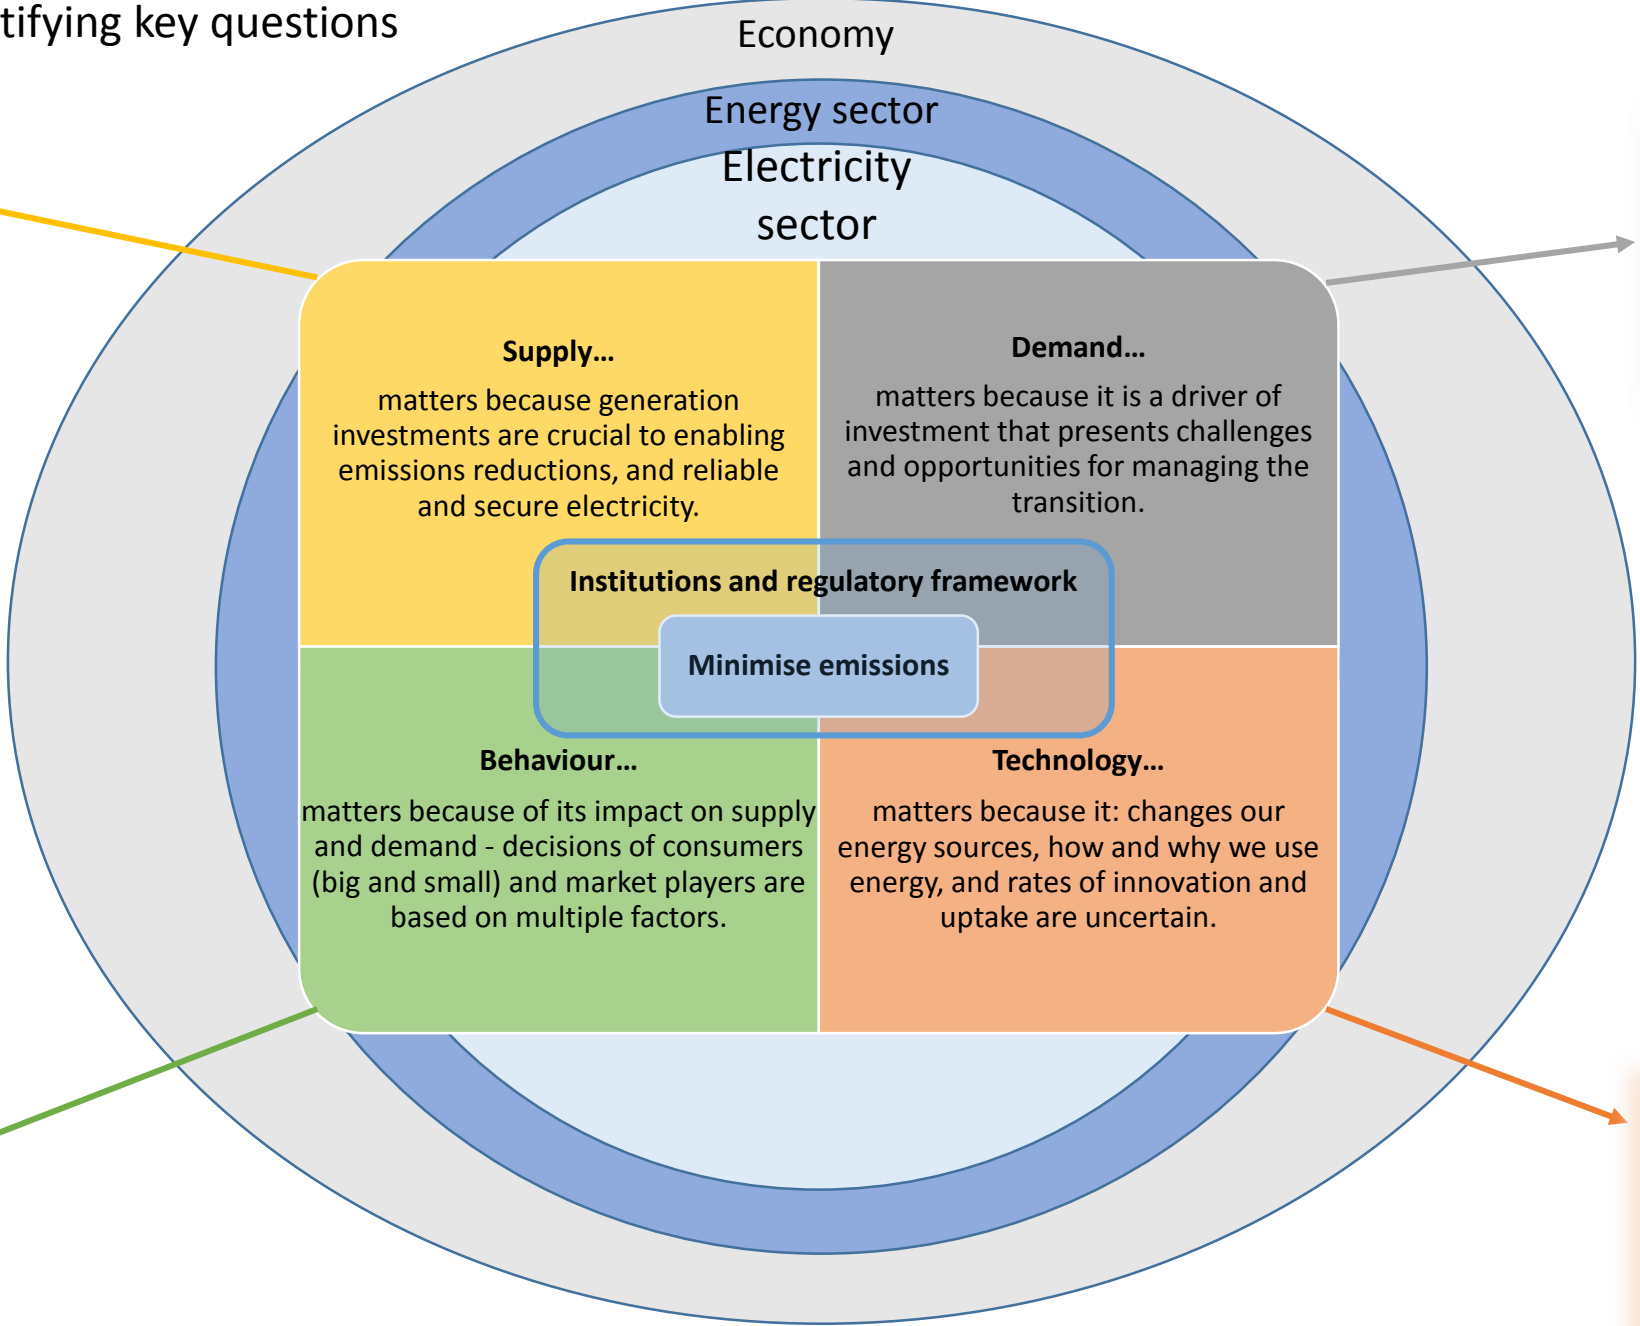 tifying key questions
Economy
Energy sector
Electricity
sector
Supply…
matters because generation
investments are crucial to enabling
emissions reductions, and reliable
and secure electricity.
Demand…
matters because it is a driver of
investment that presents challenges
and opportunities for managing the
transition.
Institutions and regulatory framework
Minimise emissions
Behaviour…
matters because of its impact on supply
and demand - decisions of consumers
(big and small) and market players are
based on multiple factors.
Technology…
matters because it: changes our
energy sources, how and why we use
energy, and rates of innovation and
uptake are uncertain.